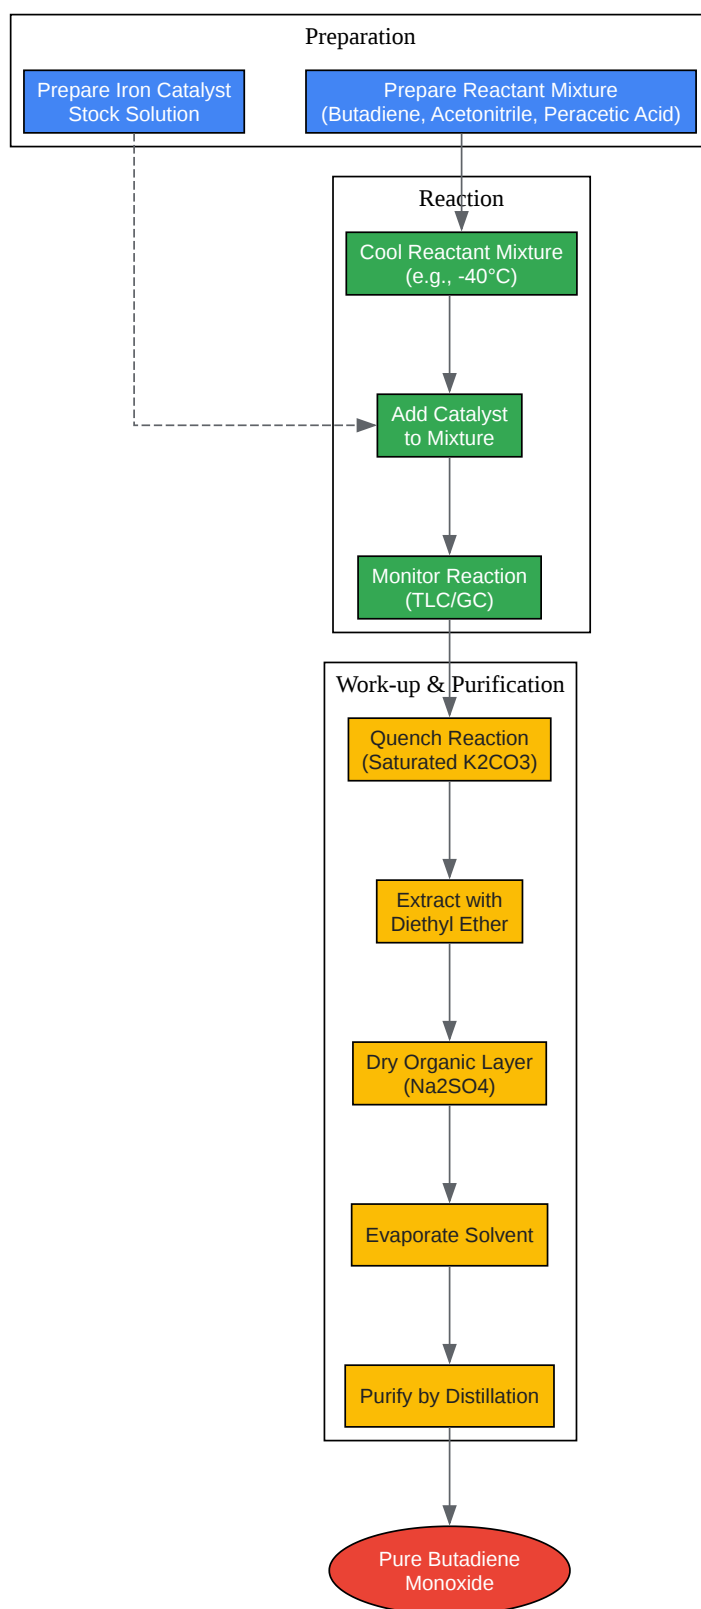 Preparation
Prepare Iron Catalyst
Stock Solution
Prepare Reactant Mixture
(Butadiene, Acetonitrile, Peracetic Acid)
Reaction
Cool Reactant Mixture
(e.g., -40°C)
Add Catalyst
to Mixture
Monitor Reaction
(TLC/GC)
Work-up & Purification
Quench Reaction
(Saturated K2CO3)
Extract with
Diethyl Ether
Dry Organic Layer
(Na2SO4)
Evaporate Solvent
Purify by Distillation
Pure Butadiene
Monoxide